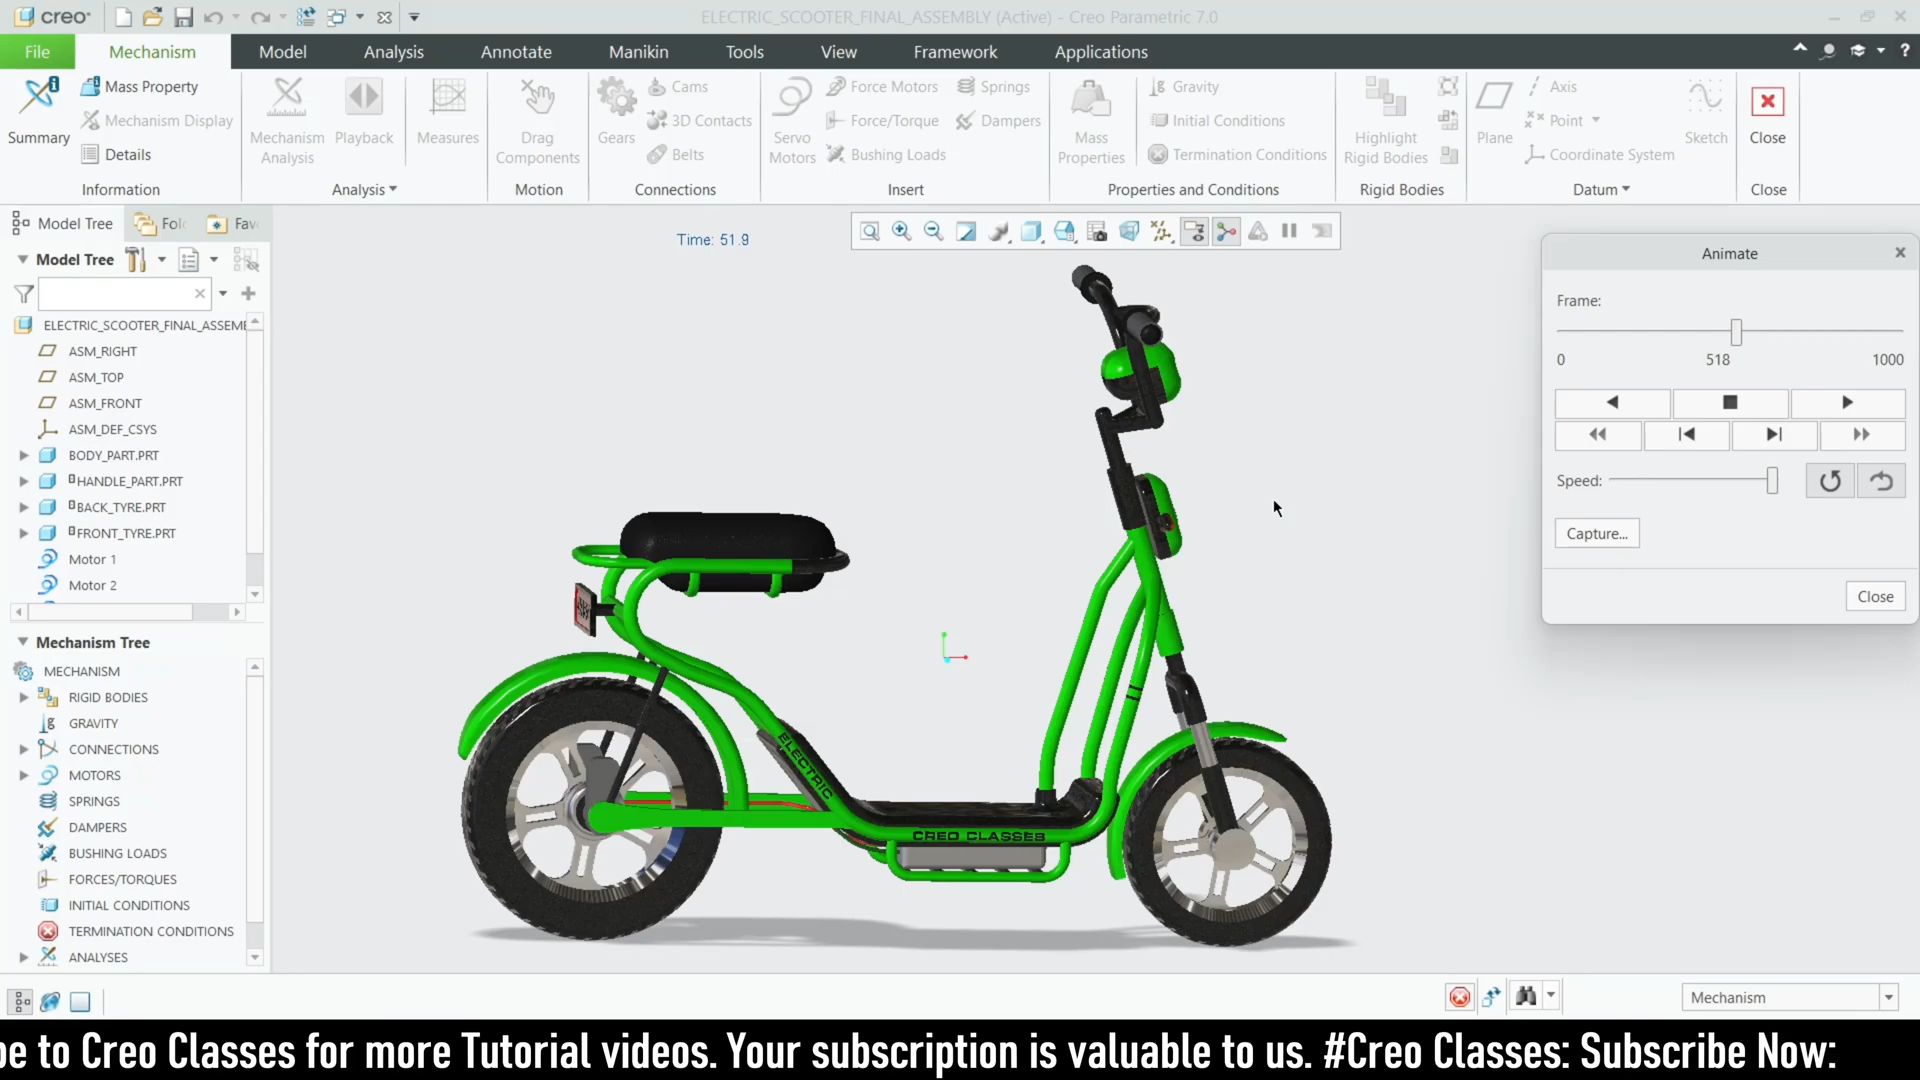 creo
ELECTRIC_SCOOTER_FINAL_ASSEMBLY (Active) - Creo Parametric 7.0
File Mechanism Model Analysis Annotate Manikin Tools View Framework Applications
Summary
Mass Property
Mechanism Display
Details
Information
Mechanism
Analysis
Playback
Measures
Analysis
Drag
Components
Motion
Gears
Cams
3D Contacts
Belts
Connections
Servo
Motors
Force Motors
Force/Torque
Bushing Loads
Springs
Dampers
Insert
Mass
Properties
Gravity
Initial Conditions
Termination Conditions
Properties and Conditions
Highlight
Rigid Bodies
Rigid Bodies
Plane
Axis
Point
Coordinate System
Sketch
Datum
Close
Close
Model Tree
Fol
Fav
Model Tree
ELECTRIC_SCOOTER_FINAL_ASSEME
ASM_RIGHT
ASM_TOP
ASM_FRONT
ASM_DEF_CSYS
BODY_PART.PRT
HANDLE_PART.PRT
BACK_TYRE.PRT
FRONT_TYRE.PRT
Motor 1
Motor 2
Mechanism Tree
MECHANISM
RIGID BODIES
GRAVITY
CONNECTIONS
MOTORS
SPRINGS
DAMPERS
BUSHING LOADS
FORCES/TORQUES
INITIAL CONDITIONS
TERMINATION CONDITIONS
ANALYSES
Time: 51.9
ELECTRIC
CREO CLASSES
Animate
Frame:
0 518 1000
Speed:
Capture...
Close
Mechanism
be to Creo Classes for more Tutorial videos. Your subscription is valuable to us. #Creo Classes: Subscribe Now: